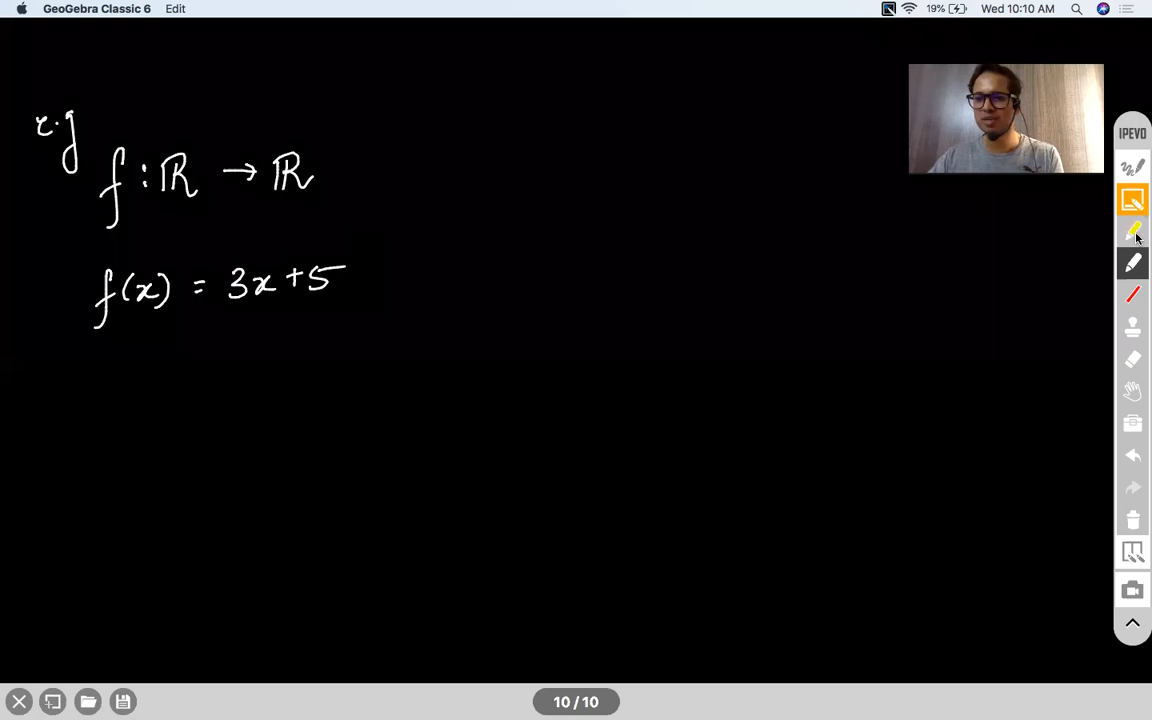 GeoGebra Classic 6 Edit 19% Wed 10:10 AM
e.g
f : ℝ → ℝ
f(x) = 3x+5
IPEVO
10 / 10